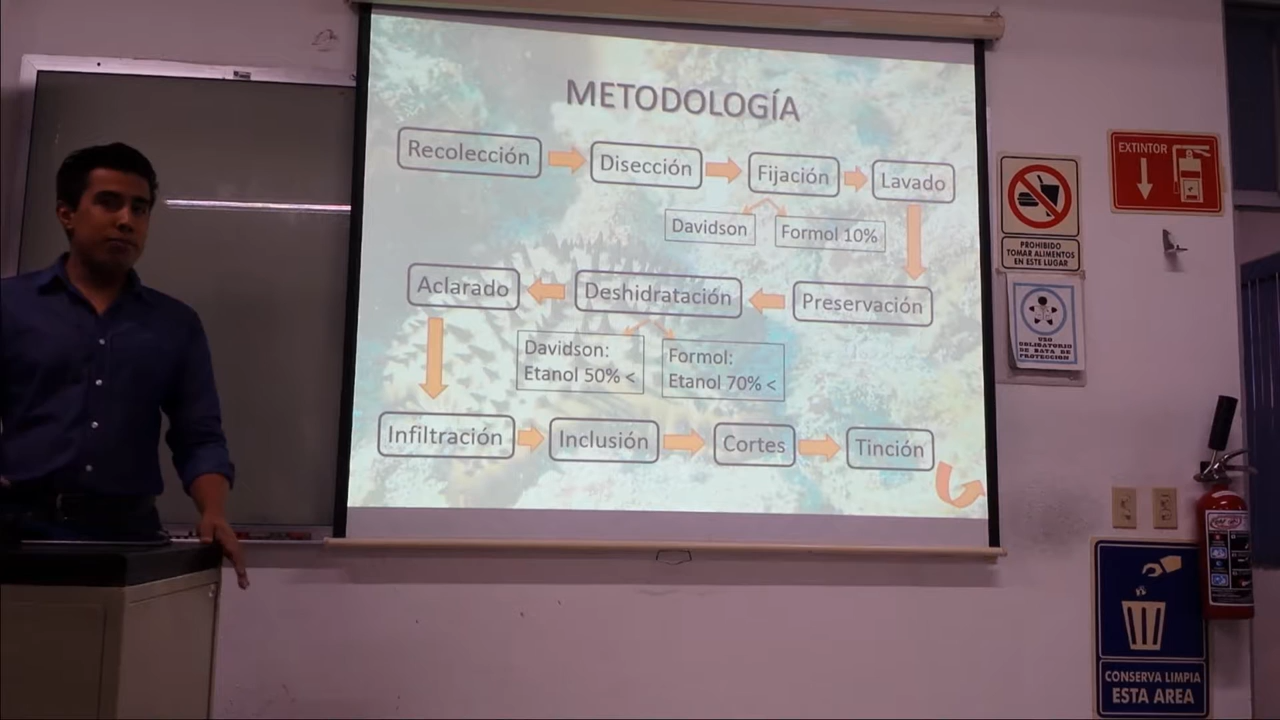 METODOLOGÍA
Recolección
Disección
Fijación
Lavado
Davidson
Formol 10%
Aclarado
Deshidratación
Preservación
Davidson:
Etanol 50% <
Formol:
Etanol 70% <
Infiltración
Inclusión
Cortes
Tinción
EXTINTOR
PROHIBIDO
TOMAR ALIMENTOS
EN ESTE LUGAR
USO
OBLIGATORIO
DE BATA DE
PROTECCION
CONSERVA LIMPIA
ESTA AREA